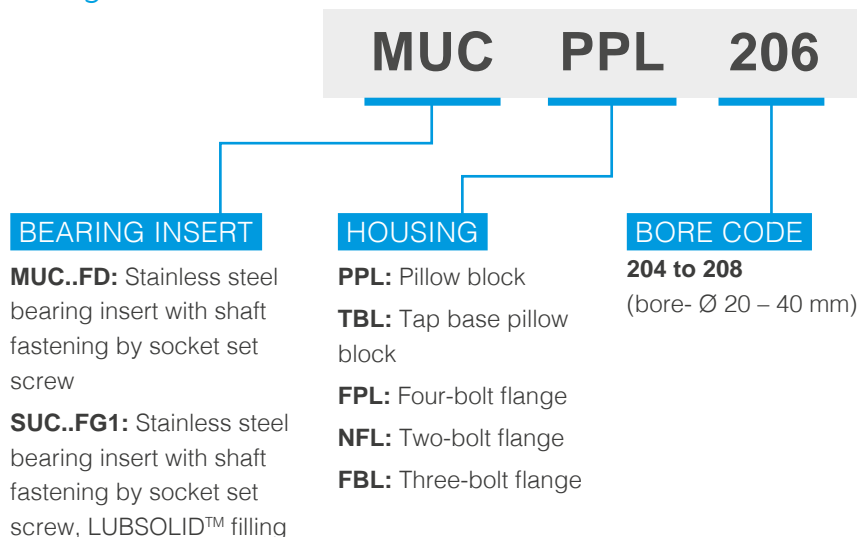 MUC PPL 206
BEARING INSERT
MUC..FD: Stainless steel
bearing insert with shaft
fastening by socket set
screw
SUC..FG1: Stainless steel
bearing insert with shaft
fastening by socket set
screw, LUBSOLID™ filling
HOUSING
PPL: Pillow block
TBL: Tap base pillow
block
FPL: Four-bolt flange
NFL: Two-bolt flange
FBL: Three-bolt flange
BORE CODE
204 to 208
(bore- Ø 20 – 40 mm)